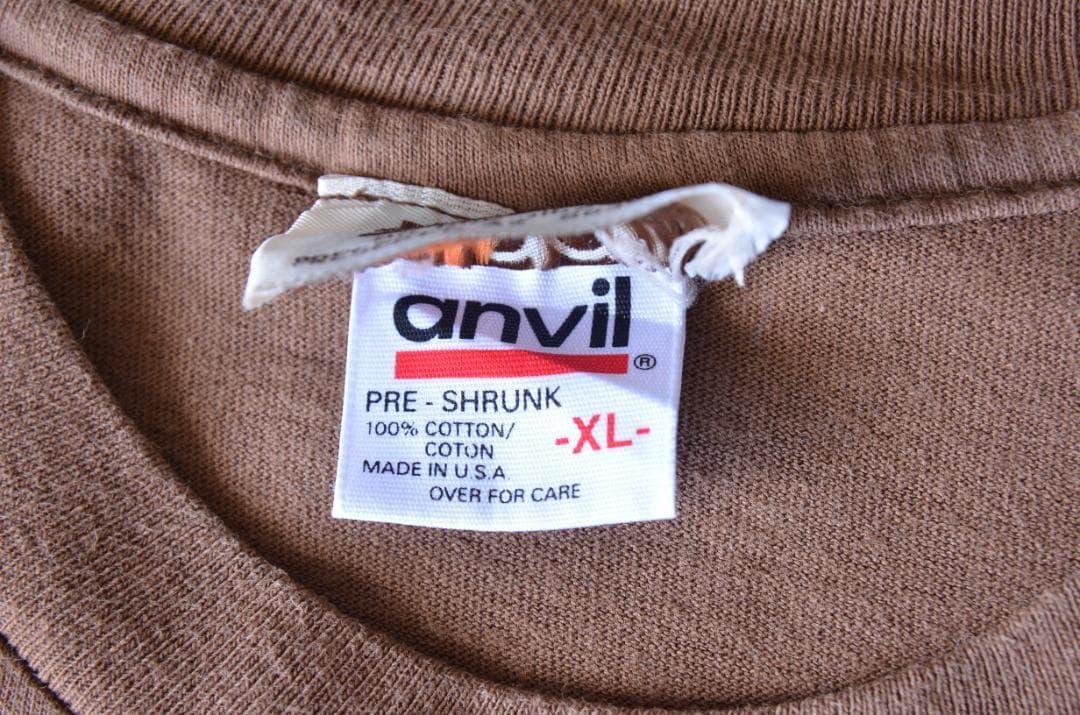 anvil ®
PRE - SHRUNK
100% COTTON/
COTON
-XL-
MADE IN U.S.A.
OVER FOR CARE